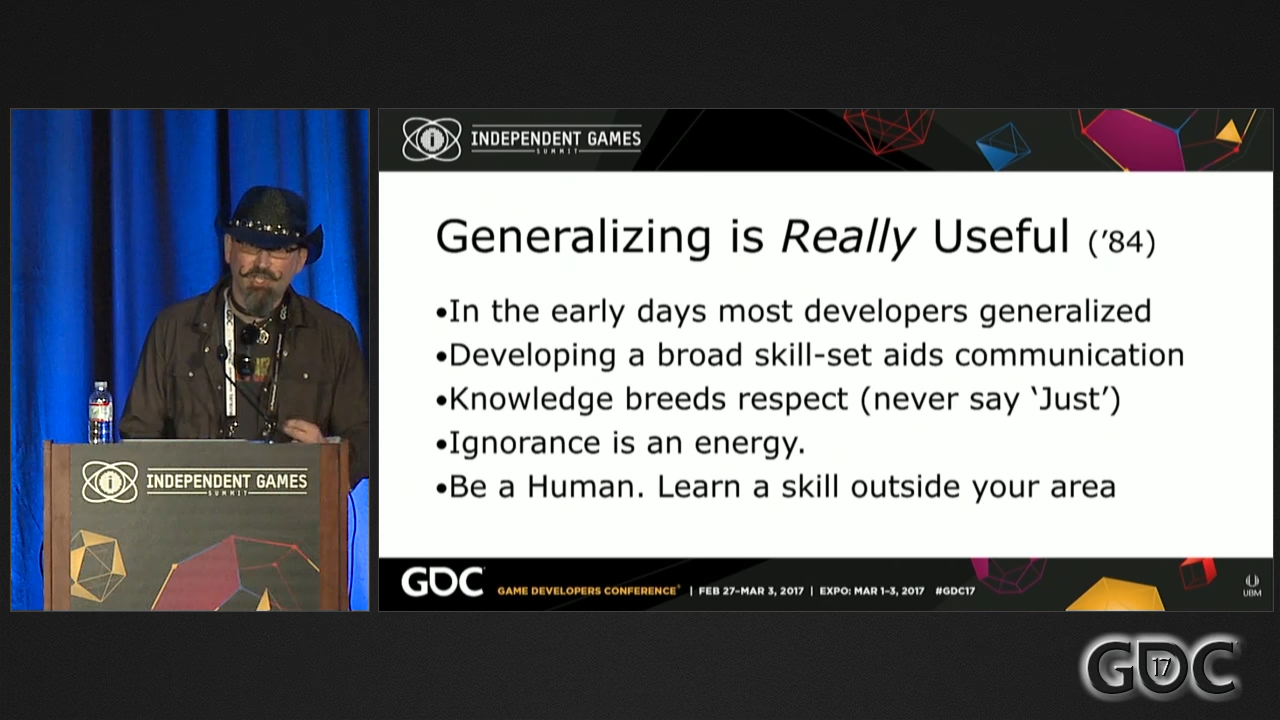 INDEPENDENT GAMES
SUMMIT
Generalizing is Really Useful ('84)
•In the early days most developers generalized
•Developing a broad skill-set aids communication
•Knowledge breeds respect (never say 'Just')
•Ignorance is an energy.
•Be a Human. Learn a skill outside your area
INDEPENDENT GAMES
SUMMIT
GDC GAME DEVELOPERS CONFERENCE® | FEB 27–MAR 3, 2017 | EXPO: MAR 1–3, 2017 #GDC17
UBM
GDC 17